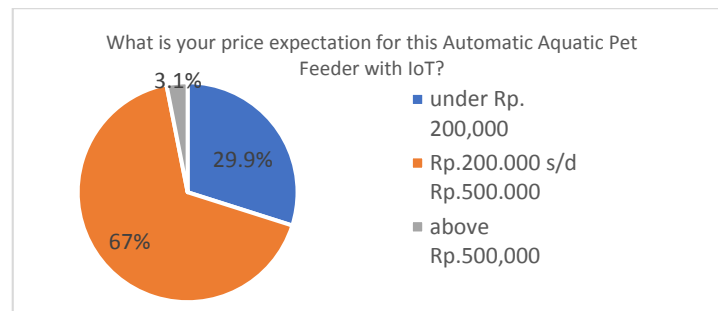 What is your price expectation for this Automatic Aquatic Pet
Feeder with IoT?
3.1%
29.9%
67%
under Rp.
200,000
Rp.200.000 s/d
Rp.500.000
above
Rp.500,000